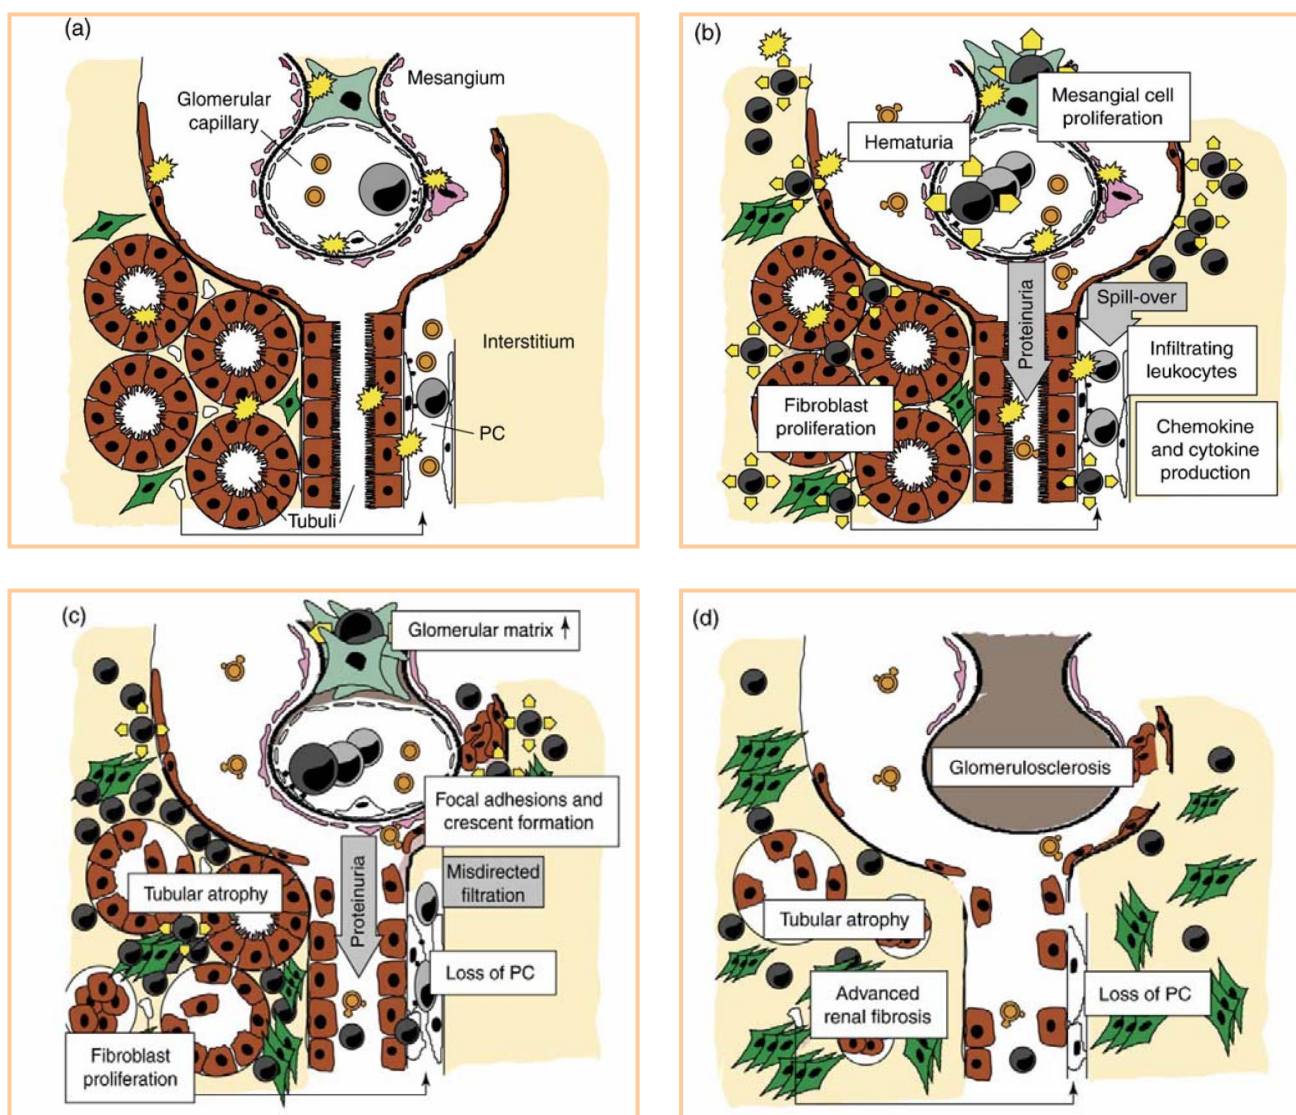 (a)
Mesangium
Glomerular
capillary
Interstitium
PC
Tubuli
(b)
Mesangial cell
proliferation
Hematuria
Proteinuria
Spill-over
Infiltrating
leukocytes
Fibroblast
proliferation
Chemokine
and cytokine
production
(c)
Glomerular matrix ↑
Focal adhesions and
crescent formation
Misdirected
filtration
Tubular atrophy
Proteinuria
Loss of PC
Fibroblast
proliferation
(d)
Glomerulosclerosis
Tubular atrophy
Advanced
renal fibrosis
Loss of PC